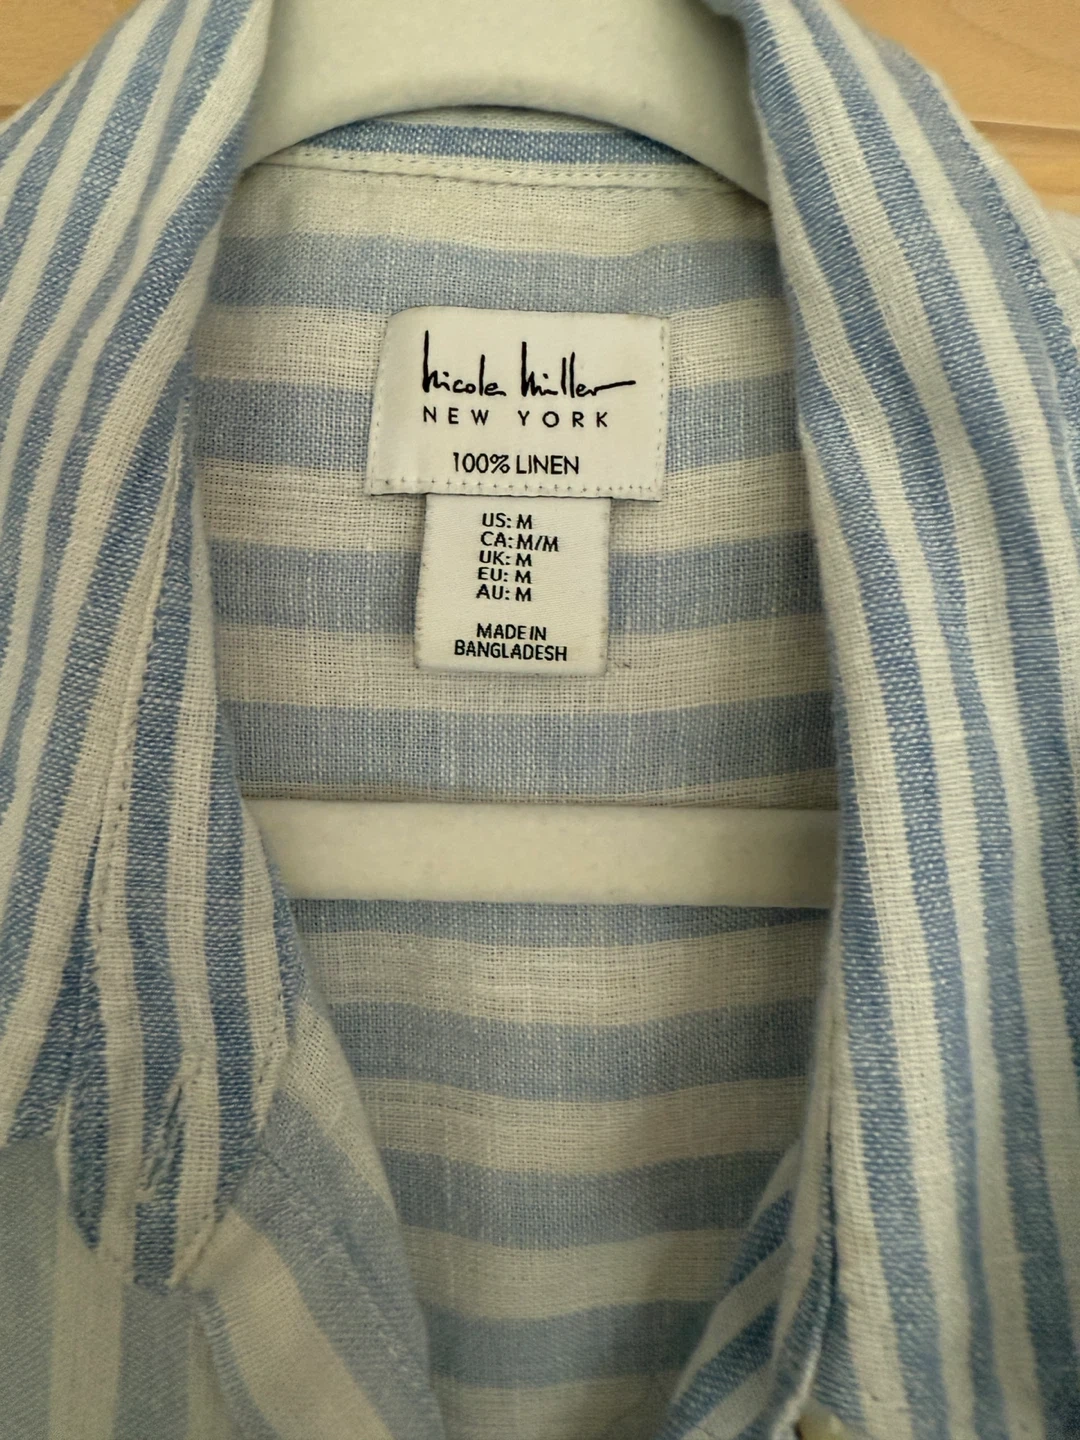 Nicole Miller
NEW YORK
100% LINEN
US: M
CA: M/M
UK: M
EU: M
AU: M
MADE IN
BANGLADESH